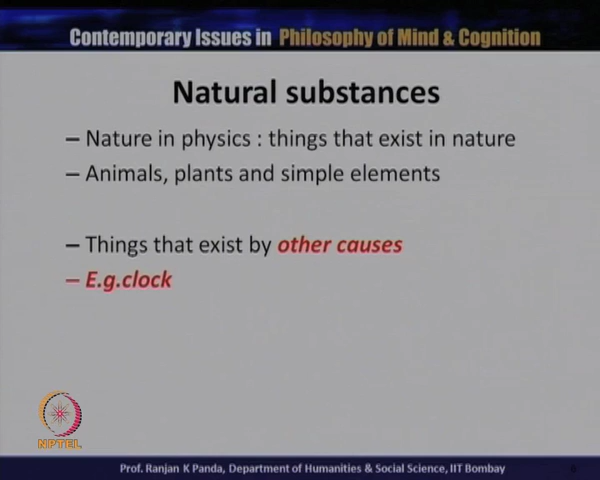 Contemporary Issues in Philosophy of Mind & Cognition
Natural substances
– Nature in physics : things that exist in nature
– Animals, plants and simple elements
– Things that exist by other causes
– E.g.clock
NPTEL
Prof. Ranjan K Panda, Department of Humanities & Social Science, IIT Bombay